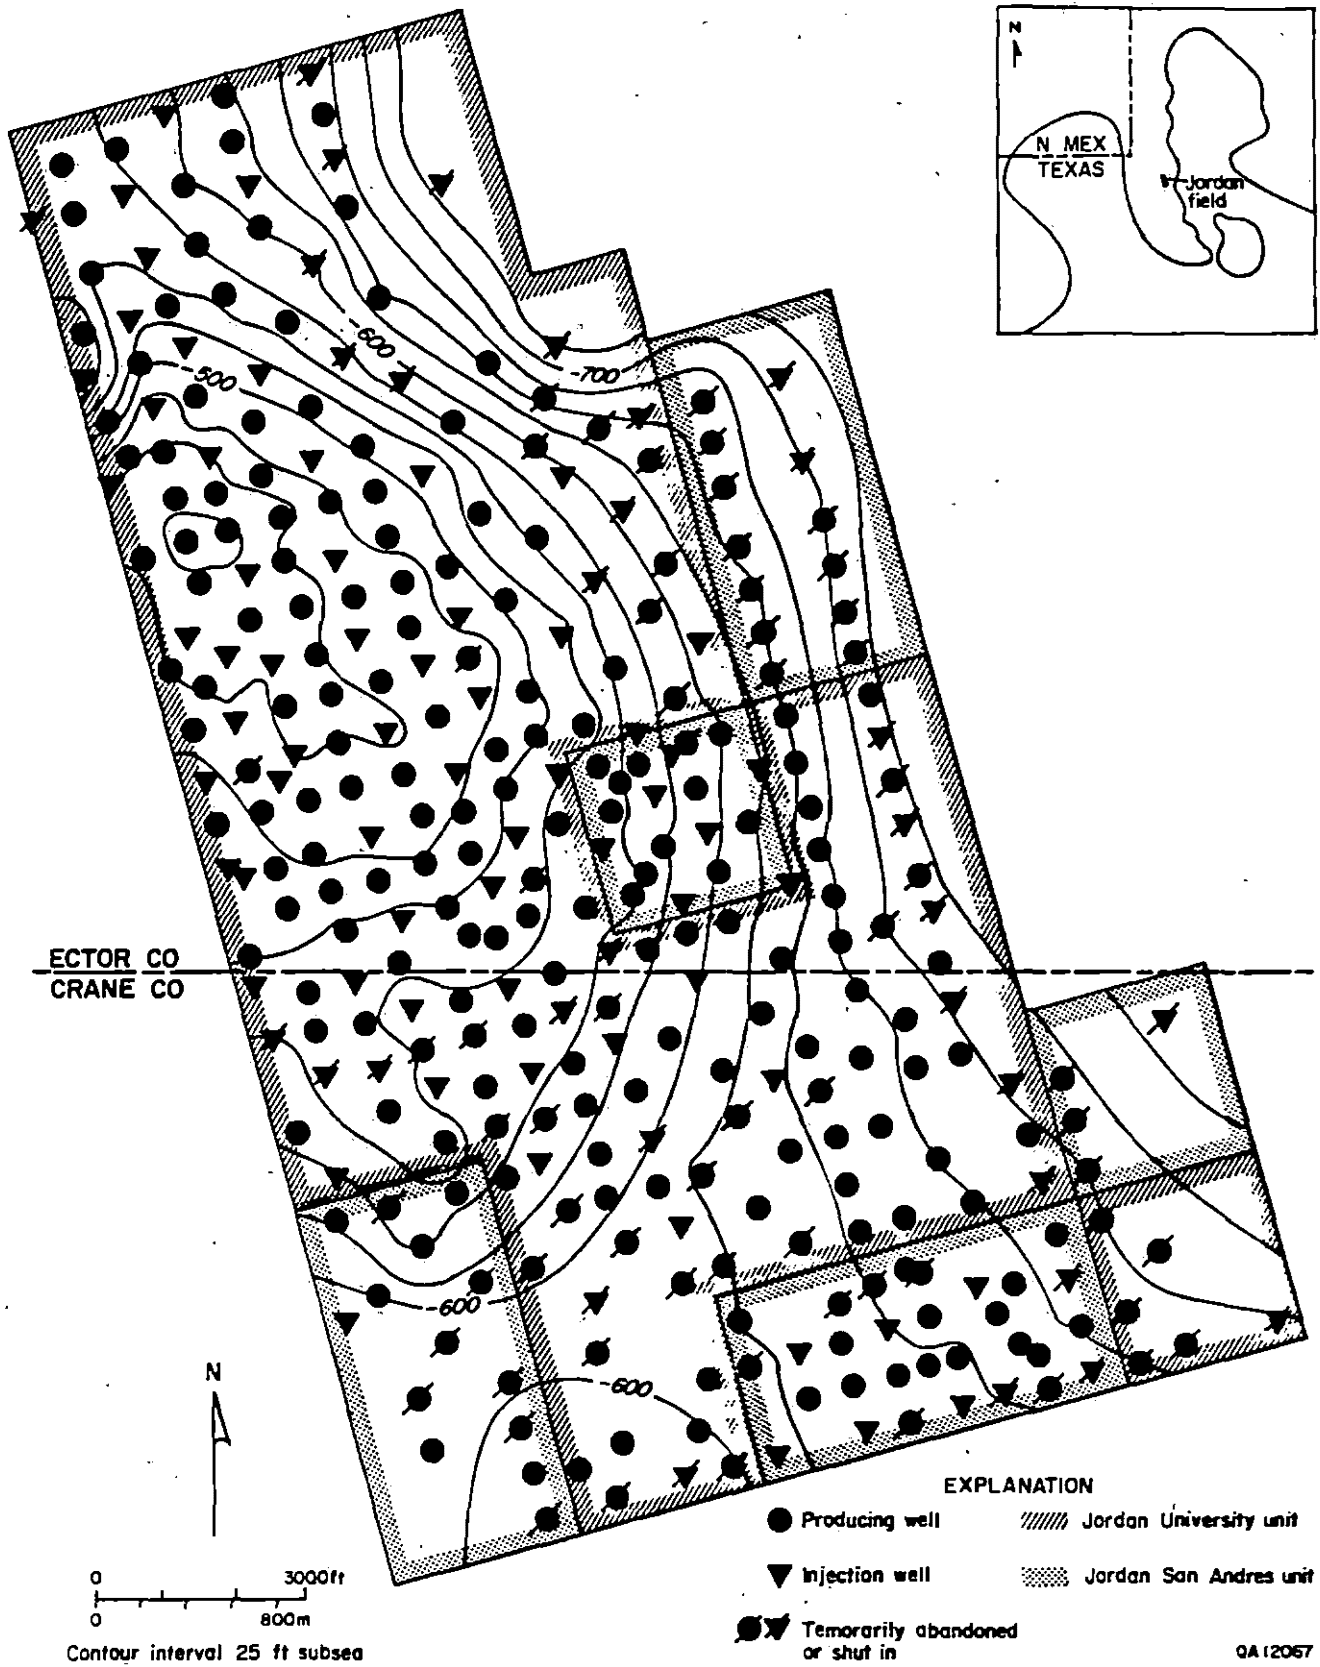 N
N MEX
TEXAS
Jordan
field
-600
-500
-700
ECTOR CO
CRANE CO
-600
-600
N
EXPLANATION
Producing well
Jordan University unit
Injection well
Jordan San Andres unit
Temorarily abandoned
or shut in
0 3000ft
0 800m
Contour interval 25 ft subsea
QA12067